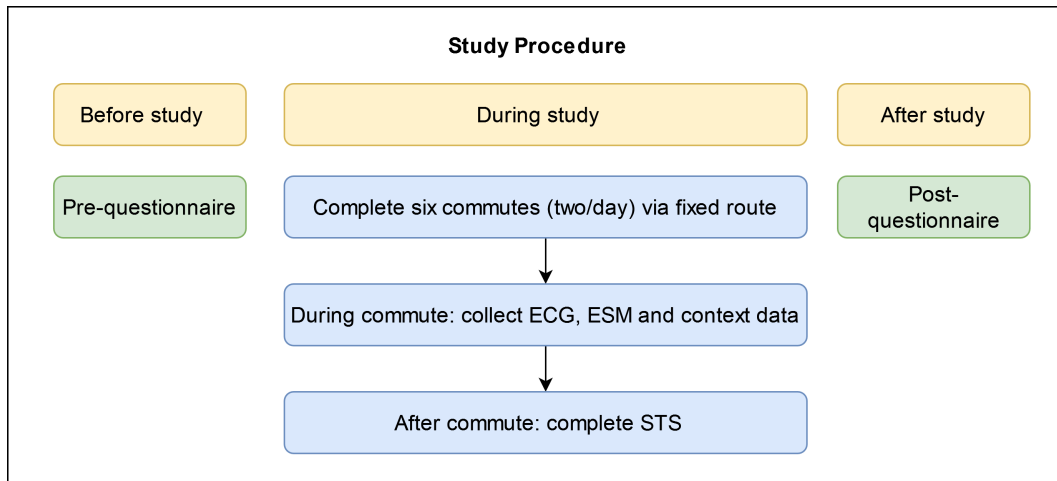 Study Procedure
Before study
During study
After study
Pre-questionnaire
Complete six commutes (two/day) via fixed route
Post-
questionnaire
During commute: collect ECG, ESM and context data
After commute: complete STS